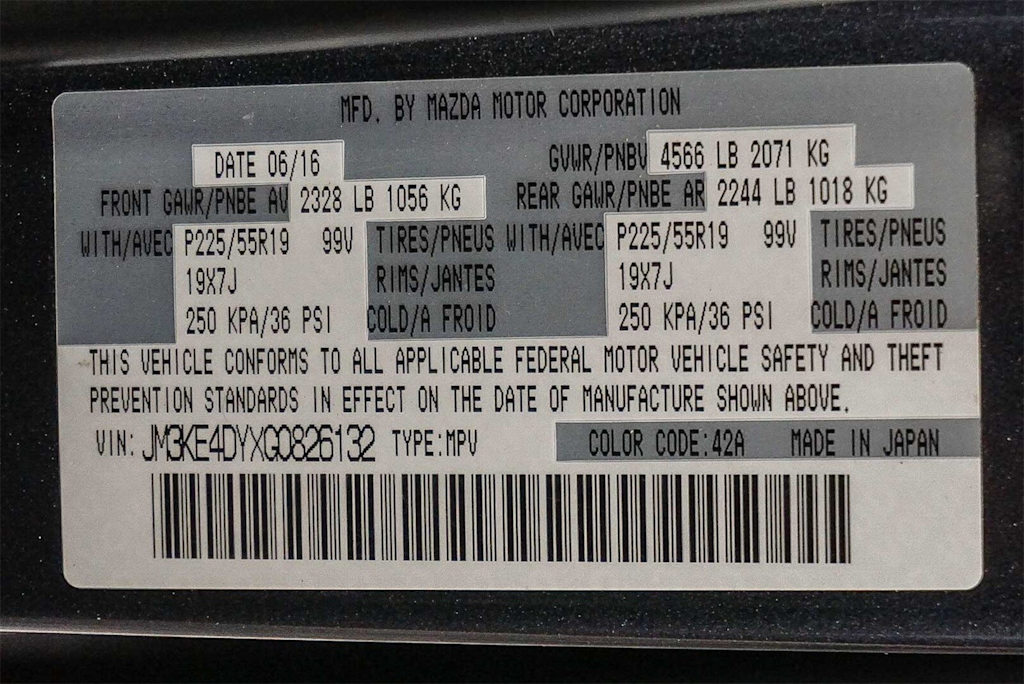 MFD. BY MAZDA MOTOR CORPORATION
DATE 06/16 GVWR/PNBV 4566 LB 2071 KG
FRONT GAWR/PNBE AV 2328 LB 1056 KG REAR GAWR/PNBE AR 2244 LB 1018 KG
WITH/AVEC P225/55R19 99V TIRES/PNEUS WITH/AVEC P225/55R19 99V TIRES/PNEUS
19X7J RIMS/JANTES 19X7J RIMS/JANTES
250 KPA/36 PSI COLD/A FROID 250 KPA/36 PSI COLD/A FROID
THIS VEHICLE CONFORMS TO ALL APPLICABLE FEDERAL MOTOR VEHICLE SAFETY AND THEFT
PREVENTION STANDARDS IN EFFECT ON THE DATE OF MANUFACTURE SHOWN ABOVE.
VIN: JM3KE4DYXG0826132 TYPE:MPV COLOR CODE:42A MADE IN JAPAN